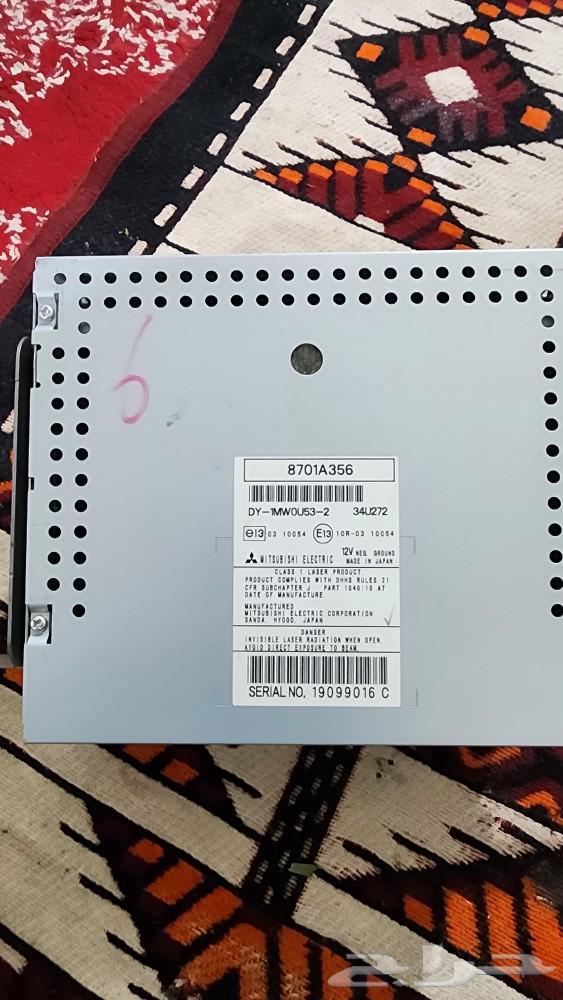 6
8701A356
DY-1MW0U53-2 34U272
e13 03 10054 E13 10R-03 10054
MITSUBISHI ELECTRIC 12V NEG. GROUND
MADE IN JAPAN
CLASS 1 LASER PRODUCT
PRODUCT COMPLIES WITH DHHS RULES 21
CFR SUBCHAPTER J PART 1040:10 AT
DATE OF MANUFACTURE.
MANUFACTURED
MITSUBISHI ELECTRIC CORPORATION
SANDA, HYOGO, JAPAN
DANGER
INVISIBLE LASER RADIATION WHEN OPEN.
AVOID DIRECT EXPOSURE TO BEAM.
SERIAL NO. 19099016 C
حراج